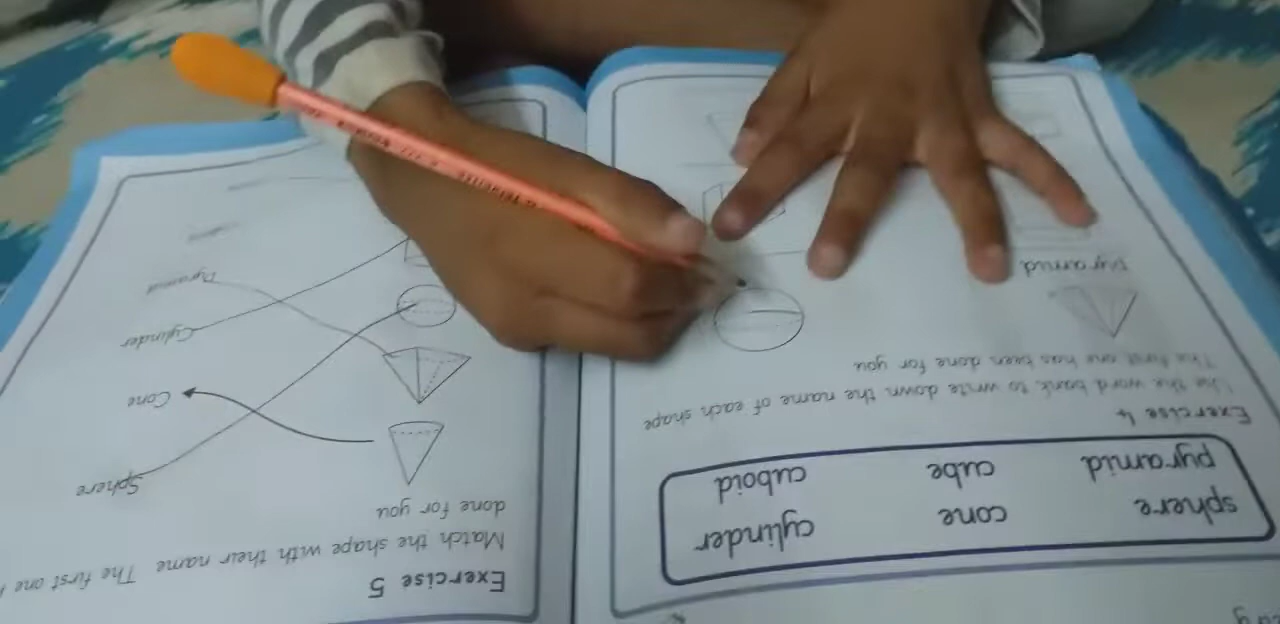 sphere cone cylinder
pyramid cube cuboid
Exercise 4
Use the word bank to write down the name of each shape
The first one has been done for you
pyramid
Exercise 5
Match the shape with their name The first one
done for you
Sphere
Cone
Cylinder
Pyramid